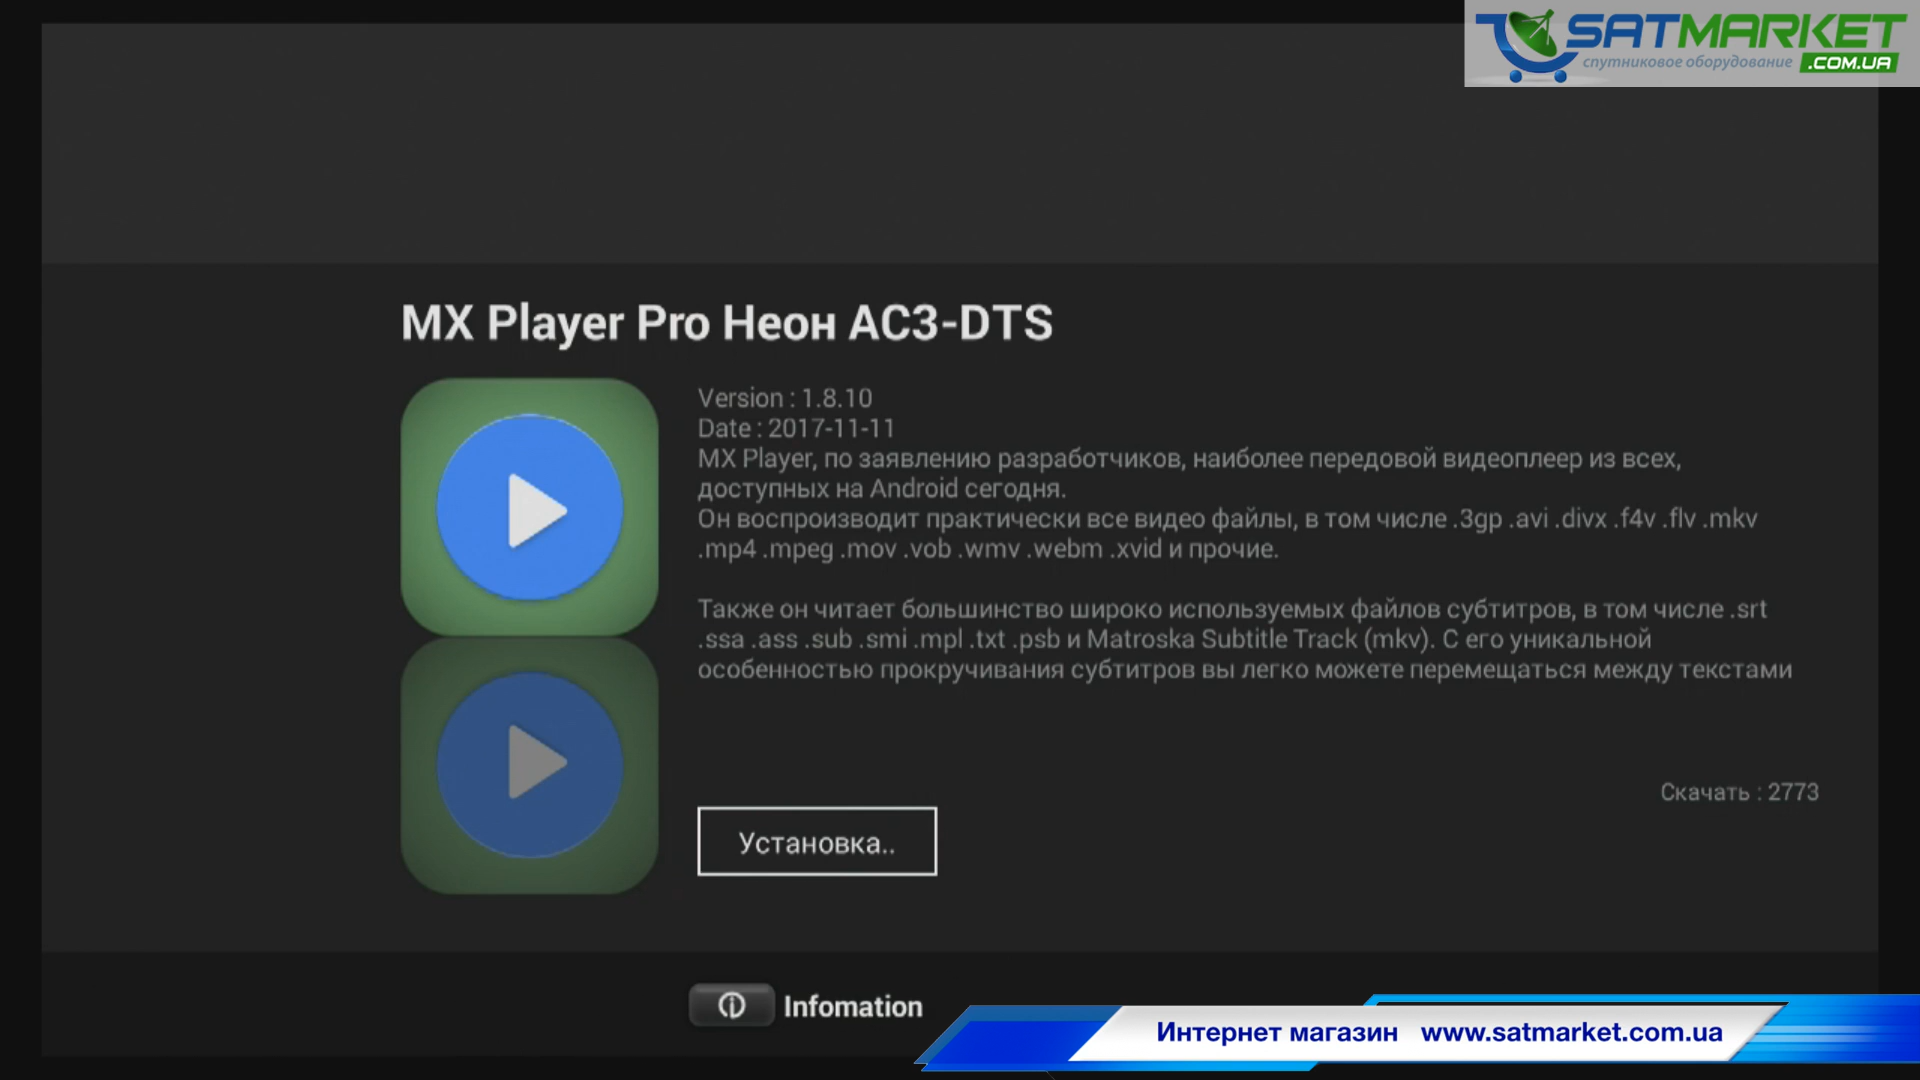 SATMARKET
спутниковое оборудование .COM.UA
MX Player Pro Неон AC3-DTS
Version : 1.8.10
Date : 2017-11-11
MX Player, по заявлению разработчиков, наиболее передовой видеоплеер из всех,
доступных на Android сегодня.
Он воспроизводит практически все видео файлы, в том числе .3gp .avi .divx .f4v .flv .mkv
.mp4 .mpeg .mov .vob .wmv .webm .xvid и прочие.
Также он читает большинство широко используемых файлов субтитров, в том числе .srt
.ssa .ass .sub .smi .mpl .txt .psb и Matroska Subtitle Track (mkv). С его уникальной
особенностью прокручивания субтитров вы легко можете перемещаться между текстами
Скачать : 2773
Установка..
Infomation
Интернет магазин www.satmarket.com.ua